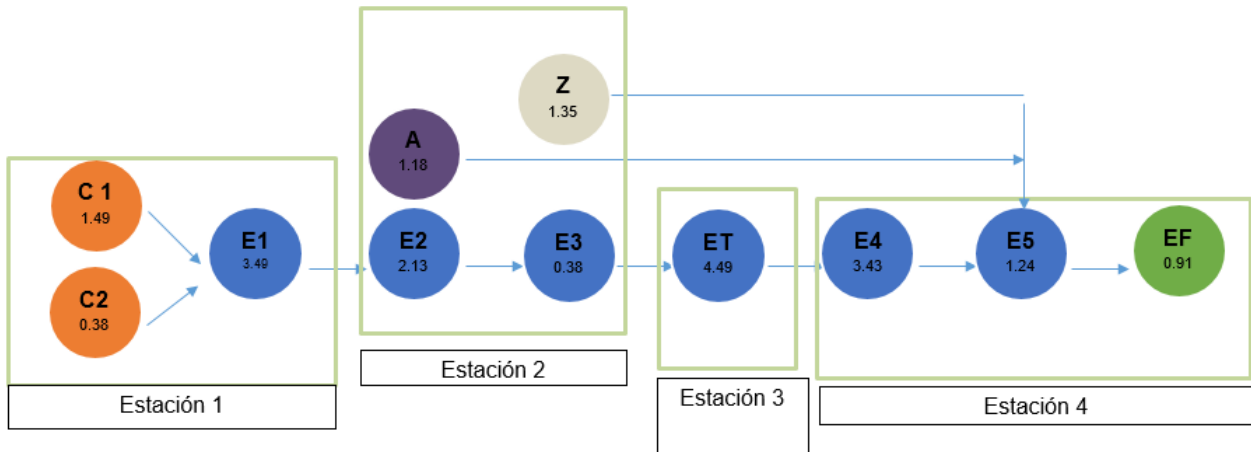 Z
1.35
A
1.18
C 1
1.49
E1
3.49
C2
0.38
E2
2.13
E3
0.38
ET
4.49
E4
3.43
E5
1.24
EF
0.91
Estación 1
Estación 2
Estación 3
Estación 4